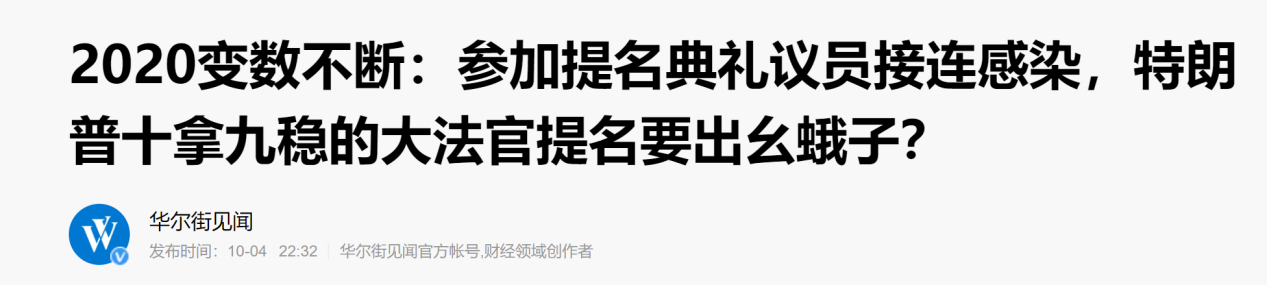 2020变数不断：参加提名典礼议员接连感染，特朗
普十拿九稳的大法官提名要出幺蛾子？
华尔街见闻
发布时间：10-04 22:32 华尔街见闻官方帐号,财经领域创作者